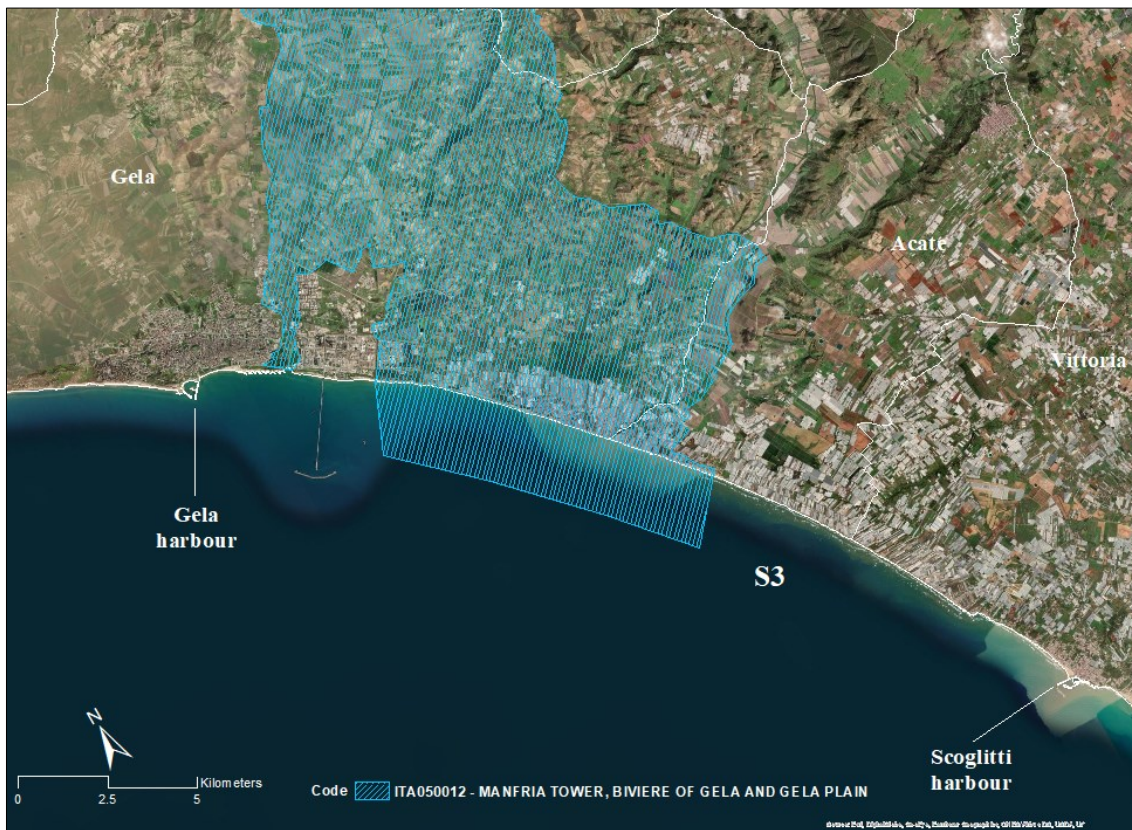 Gela
Acate
Vittoria
Gela
harbour
S3
Scoglitti
harbour
N
Kilometers
0 2.5 5
Code ITA050012 - MANFRIA TOWER, BIVIERE OF GELA AND GELA PLAIN